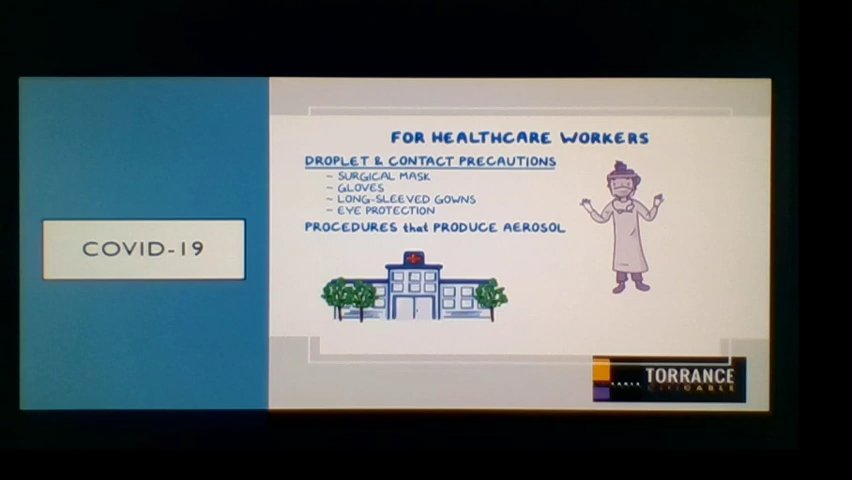 COVID-19
FOR HEALTHCARE WORKERS
DROPLET & CONTACT PRECAUTIONS
- SURGICAL MASK
- GLOVES
- LONG-SLEEVED GOWNS
- EYE PROTECTION
PROCEDURES that PRODUCE AEROSOL
TORRANCE
CITICABLE